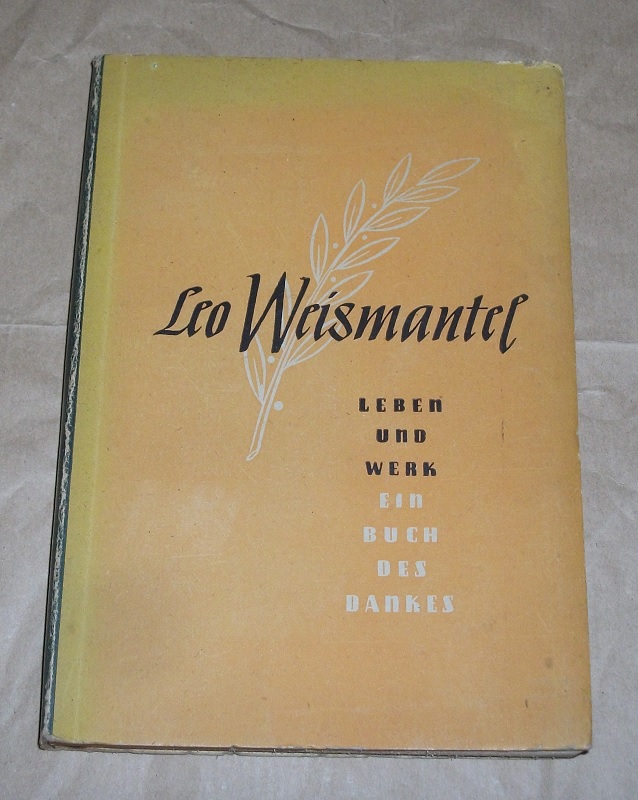 Leo Weismantel
LEBEN
UND
WERK
EIN
BUCH
DES
DANKES